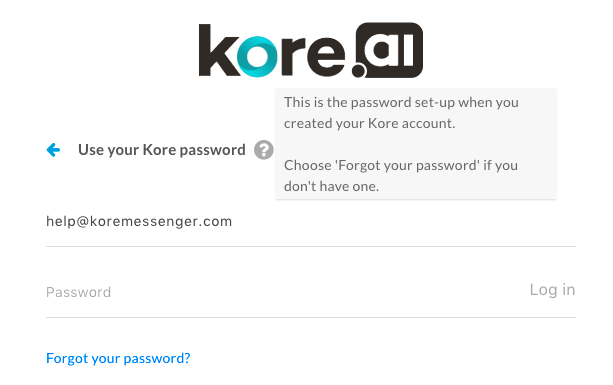 kore.ai
This is the password set-up when you
created your Kore account.
Choose 'Forgot your password' if you
don't have one.
Use your Kore password ?
help@koremessenger.com
Password Log in
Forgot your password?